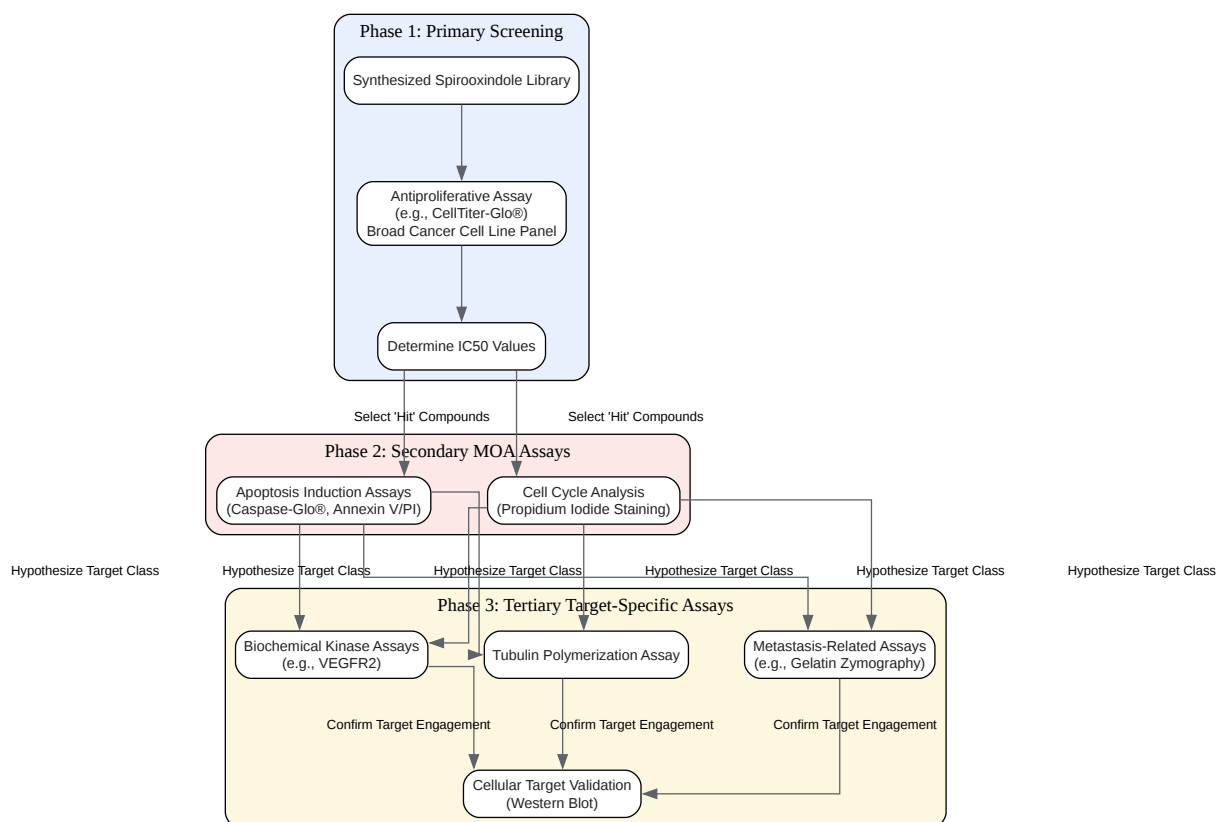 Phase 1: Primary Screening
Synthesized Spirooxindole Library
Antiproliferative Assay
(e.g., CellTiter-Glo®)
Broad Cancer Cell Line Panel
Determine IC50 Values
Select 'Hit' Compounds
Select 'Hit' Compounds
Phase 2: Secondary MOA Assays
Apoptosis Induction Assays
(Caspase-Glo®, Annexin V/PI)
Cell Cycle Analysis
(Propidium Iodide Staining)
Hypothesize Target Class
Hypothesize Target Class
Hypothesize Target Class
Hypothesize Target Class
Hypothesize Target Class
Hypothesize Target Class
Phase 3: Tertiary Target-Specific Assays
Biochemical Kinase Assays
(e.g., VEGFR2)
Tubulin Polymerization Assay
Metastasis-Related Assays
(e.g., Gelatin Zymography)
Confirm Target Engagement
Confirm Target Engagement
Confirm Target Engagement
Cellular Target Validation
(Western Blot)